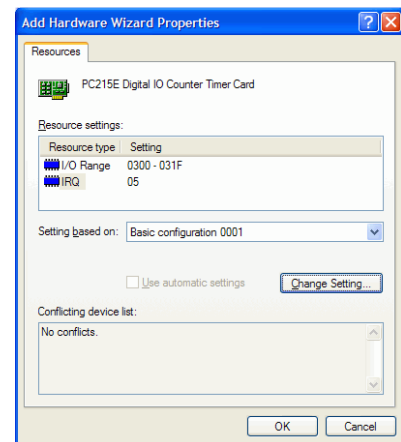 Add Hardware Wizard Properties
Resources
PC215E Digital IO Counter Timer Card
Resource settings:
Resource type Setting
I/O Range 0300 - 031F
IRQ 05
Setting based on: Basic configuration 0001
Use automatic settings Change Setting...
Conflicting device list:
No conflicts.
OK Cancel